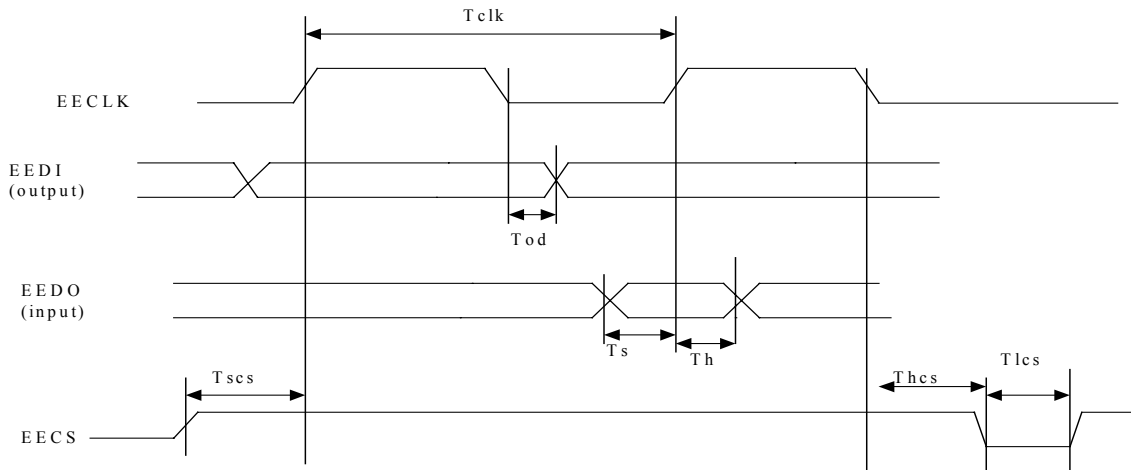 Tclk
EECLK
EEDI
(output)
Tod
EEDO
(input)
Ts
Th
Tscs
Thcs
Tlcs
EECS